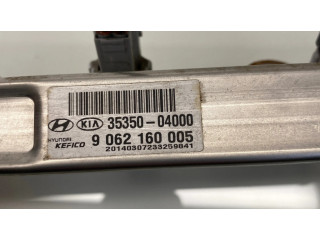 KIA 35350-04000
HYUNDAI
KEFICO 9 062 160 005
20140307233259841